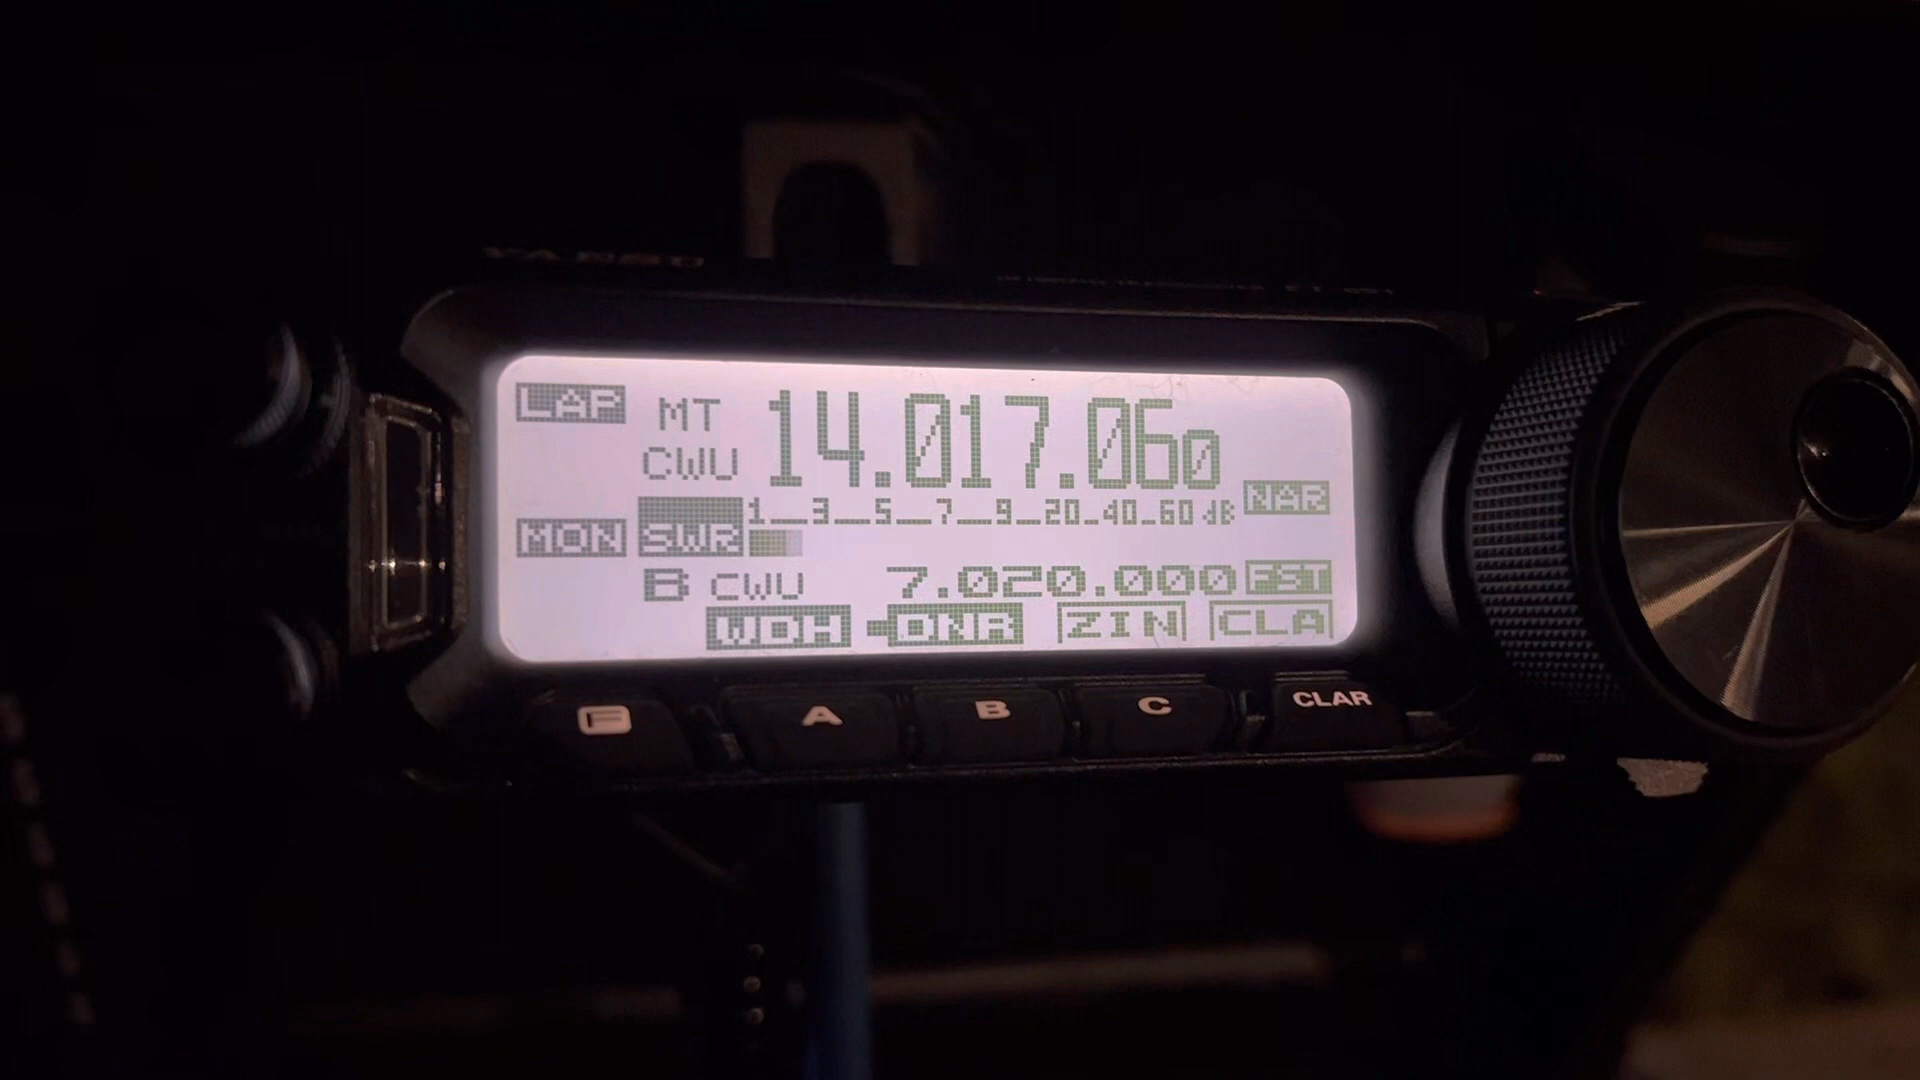 YAESU
LAP MT 14.017.060
CWU
NAR
1 3 5 7 9 20 40 60 dB
MON SWR
B CWU 7.020.000 FST
WDH DNR ZIN CLA
F A B C CLAR